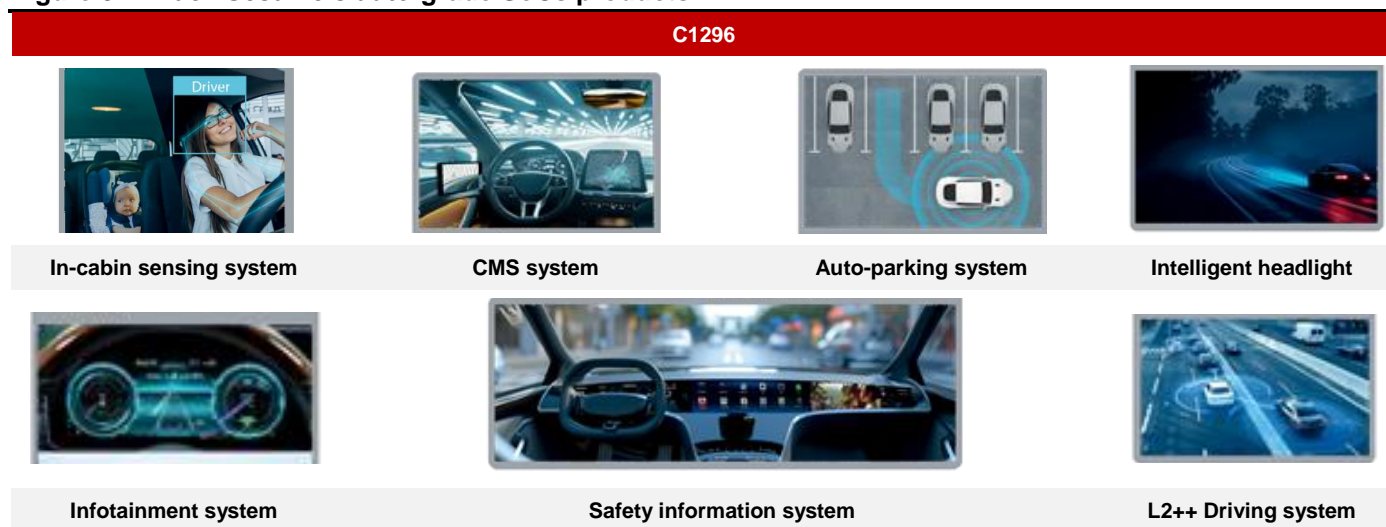 C1296
Driver
In-cabin sensing system
CMS system
Auto-parking system
Intelligent headlight
Infotainment system
Safety information system
L2++ Driving system